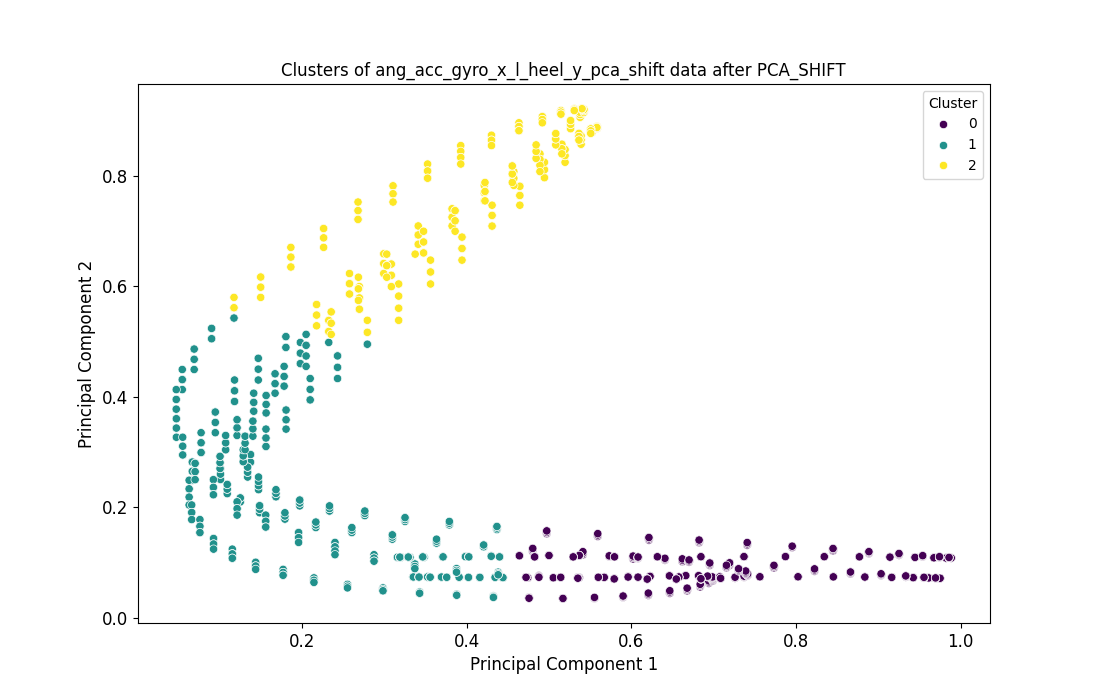 Clusters of ang_acc_gyro_x_l_heel_y_pca_shift data after PCA_SHIFT
Cluster
0
1
2
Principal Component 2
0.8
0.6
0.4
0.2
0.0
0.2 0.4 0.6 0.8 1.0
Principal Component 1